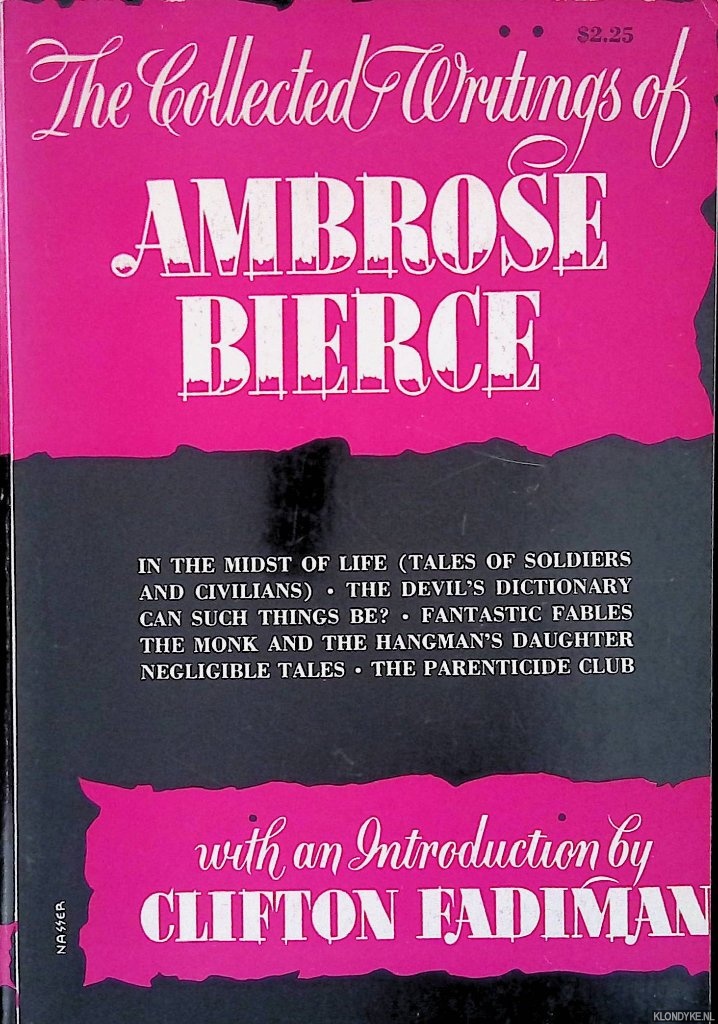 $2.25
The Collected Writings of
AMBROSE
BIERCE
IN THE MIDST OF LIFE (TALES OF SOLDIERS
AND CIVILIANS) • THE DEVIL'S DICTIONARY
CAN SUCH THINGS BE? • FANTASTIC FABLES
THE MONK AND THE HANGMAN'S DAUGHTER
NEGLIGIBLE TALES • THE PARENTICIDE CLUB
with an Introduction by
CLIFTON FADIMAN
NASSER
KLONDYKE.NL